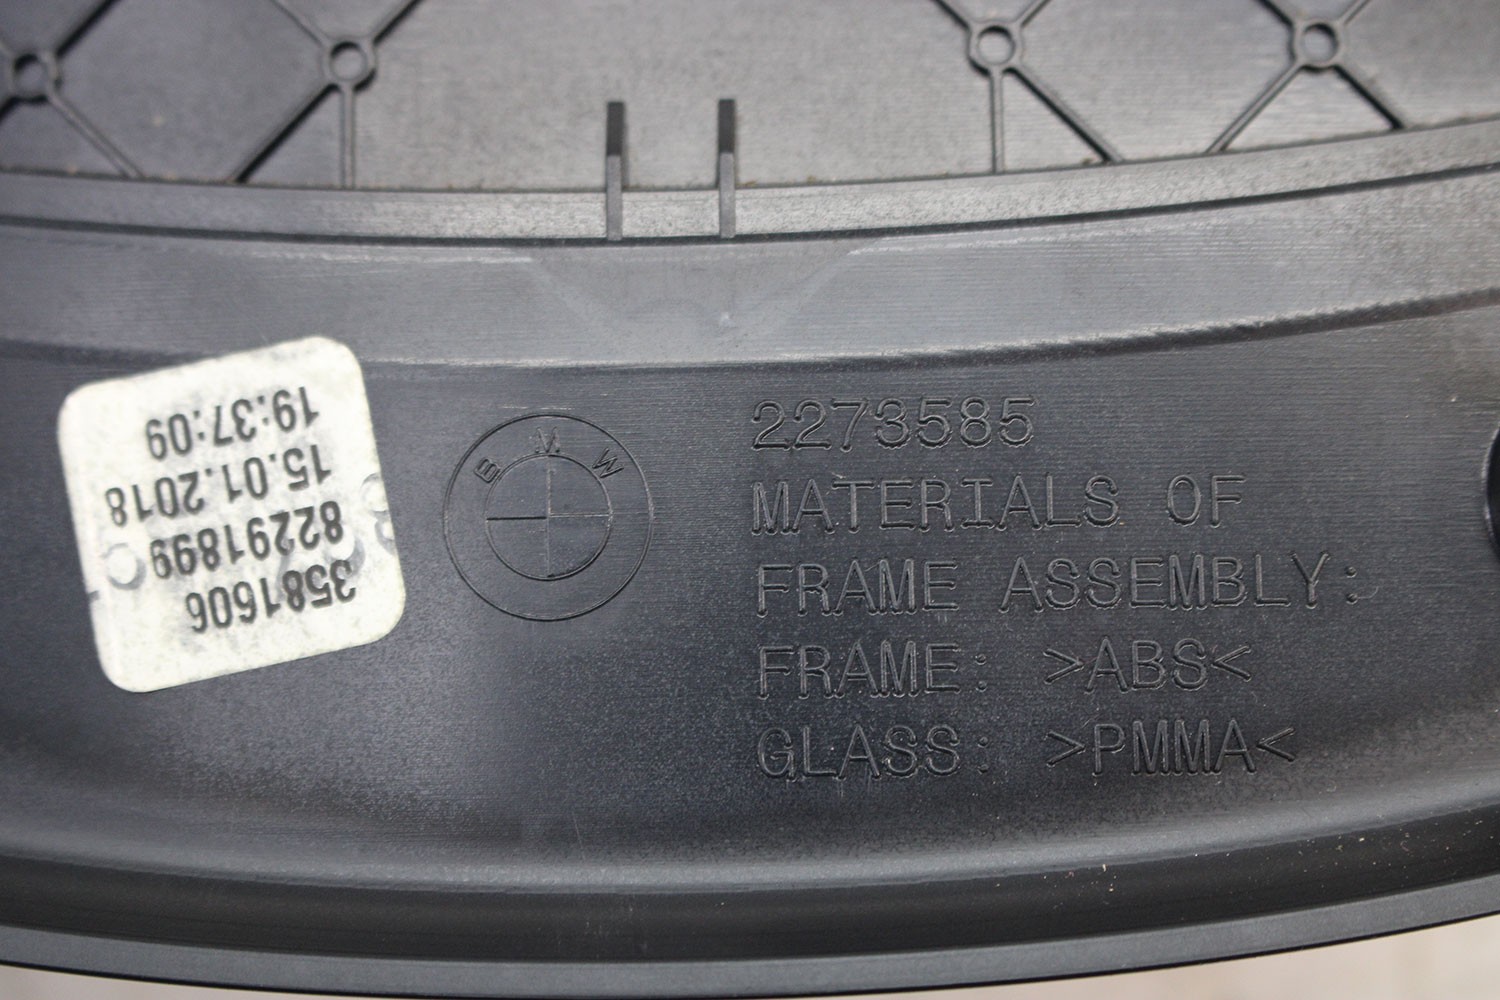 3581606
82291899
15.01.2018
19:37:09
BMW
2273585
MATERIALS OF
FRAME ASSEMBLY:
FRAME: >ABS<
GLASS: >PMMA<